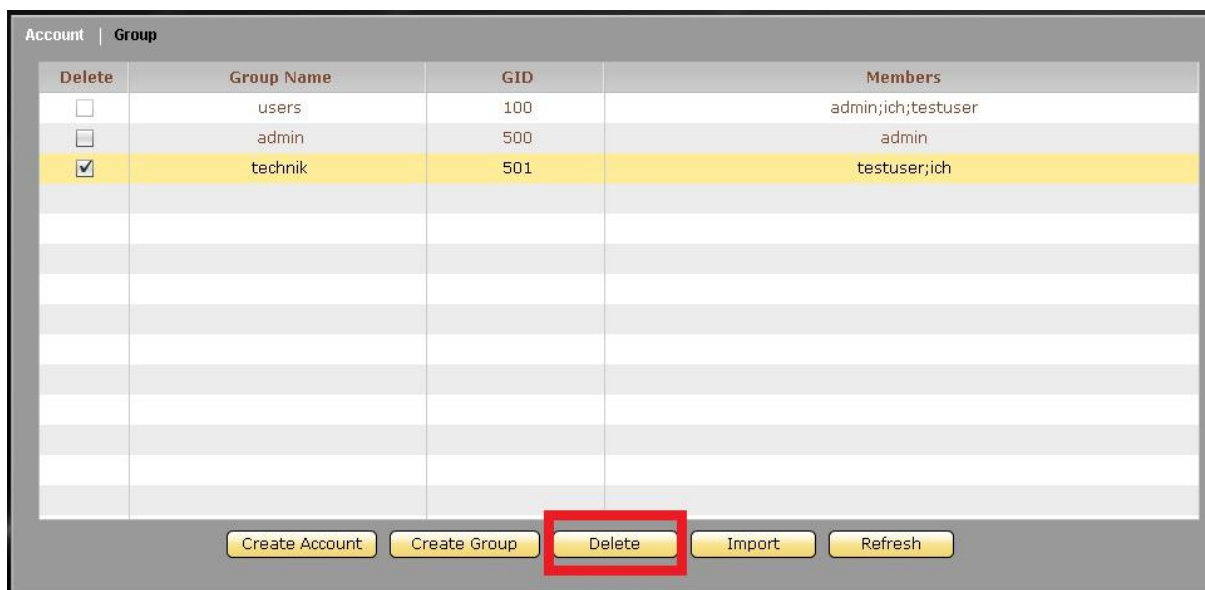 Account | Group
Delete Group Name GID Members
users 100 admin;ich;testuser
admin 500 admin
technik 501 testuser;ich
Create Account Create Group Delete Import Refresh